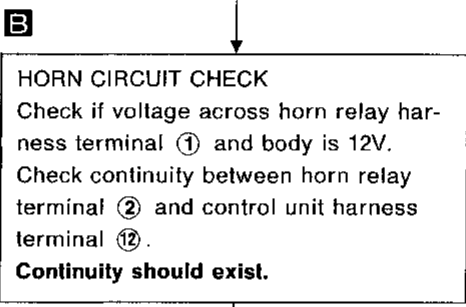 B
HORN CIRCUIT CHECK
Check if voltage across horn relay har-
ness terminal ① and body is 12V.
Check continuity between horn relay
terminal ② and control unit harness
terminal ⑫.
Continuity should exist.